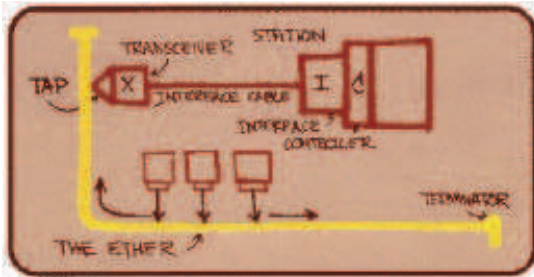 STATION
TRANSCEIVER
X
I
C
TAP
INTERFACE CABLE
INTERFACE
CONTROLLER
TERMINATOR
THE ETHER